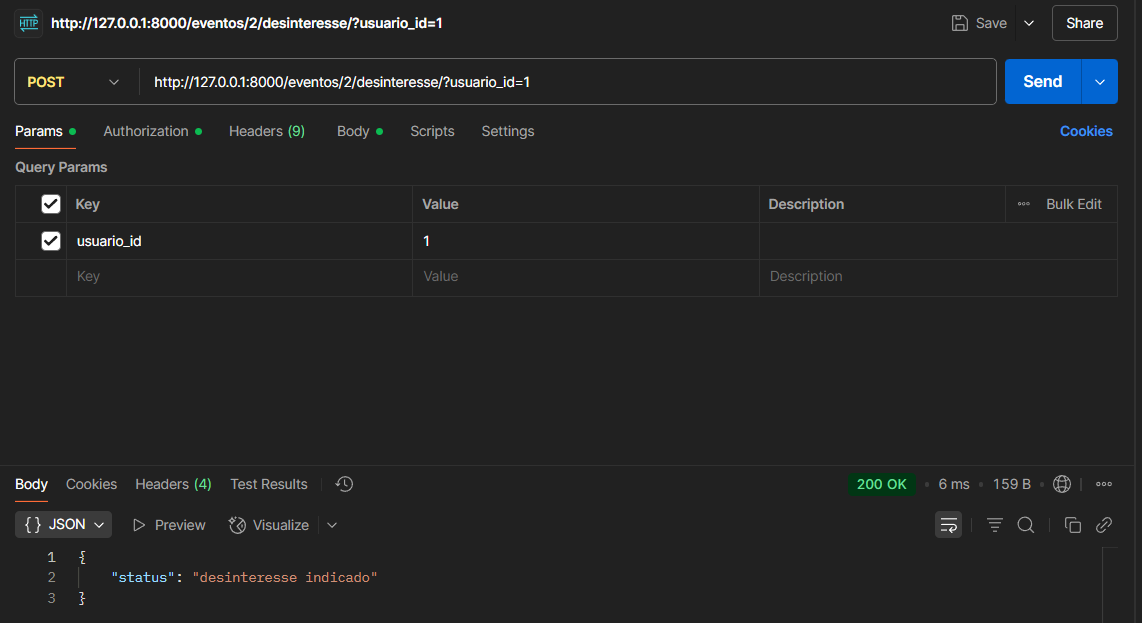 HTTP http://127.0.0.1:8000/eventos/2/desinteresse/?usuario_id=1 Save Share
POST http://127.0.0.1:8000/eventos/2/desinteresse/?usuario_id=1 Send
Params Authorization Headers (9) Body Scripts Settings Cookies
Query Params
Key Value Description Bulk Edit
usuario_id 1
Key Value Description
Body Cookies Headers (4) Test Results 200 OK 6 ms 159 B
{} JSON Preview Visualize
1 {
2 "status": "desinteresse indicado"
3 }